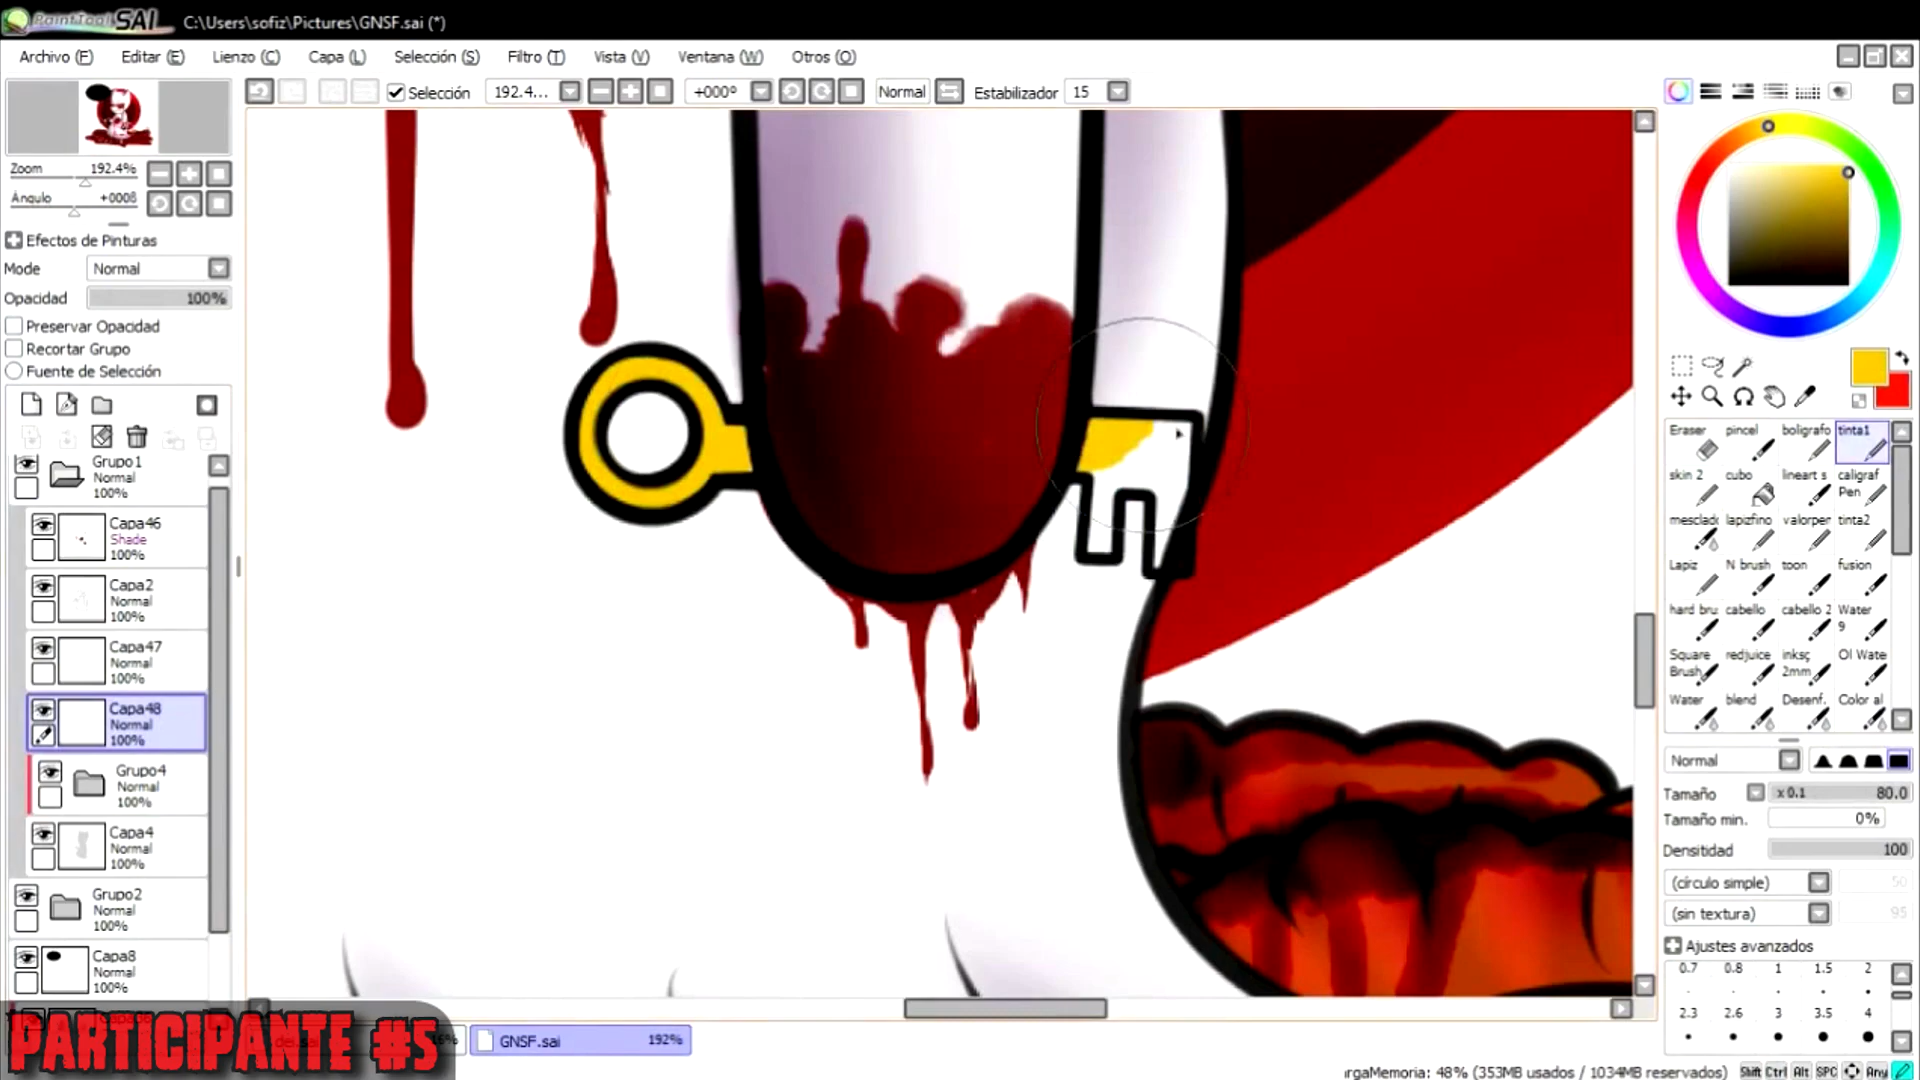 PaintTool SAI C:\Users\sofiz\Pictures\GNSF.sai (*)
Archivo (F) Editar (E) Lienzo (C) Capa (L) Selección (S) Filtro (T) Vista (V) Ventana (W) Otros (O)
Selección 192.4... +000º Normal Estabilizador 15
Zoom 192.4%
Ángulo +000
Efectos de Pinturas
Mode Normal
Opacidad 100%
Preservar Opacidad
Recortar Grupo
Fuente de Selección
Grupo1
Normal
100%
Capa46
Shade
100%
Capa2
Normal
100%
Capa47
Normal
100%
Capa48
Normal
100%
Grupo4
Normal
100%
Capa4
Normal
100%
Grupo2
Normal
100%
Capa8
Normal
100%
PARTICIPANTE #5
GNSF.sai 192%
Eraser pincel boligrafo tinta1
skin 2 cubo lineart s caligraf
Pen
mesclado lapizfino valorper tinta2
Lapiz N brush toon fusion
hard bru cabello cabello 2 Water
9
Square redjuice inksç Ol Wate
Brush 2mm
Water blend Desenf. Color al
Normal
Tamaño x 0.1 80.0
Tamaño min. 0%
Densitidad 100
(círculo simple) 50
(sin textura) 95
Ajustes avanzados
0.7 0.8 1 1.5 2
2.3 2.6 3 3.5 4
rgaMemoria: 48% (353MB usados / 1034MB reservados) Shift Ctrl Alt SPC Any